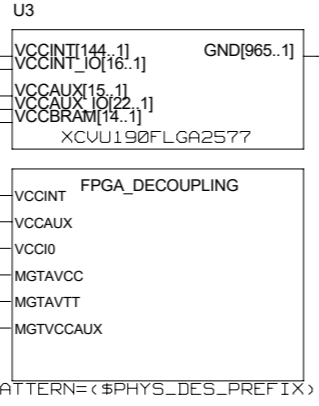 U3
VCCINT[144..1] GND[965..1]
VCCINT_IO[16..1]
VCCAUX[15..1]
VCCAUX_IO[22..1]
VCCBRAM[14..1]
XCVU190FLGA2577
FPGA_DECOUPLING
VCCINT
VCCAUX
VCCI0
MGTAVCC
MGTAVTT
MGTVCCAUX
ATTERN=($PHYS_DES_PREFIX)